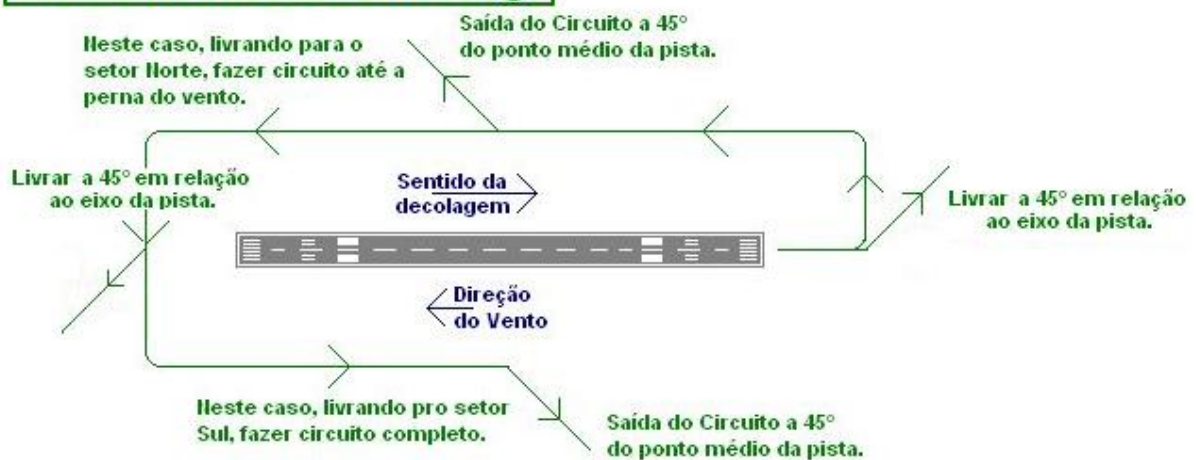 Saída do Circuito a 45°
do ponto médio da pista.
Neste caso, livrando para o
setor Norte, fazer circuito até a
perna do vento.
Livrar a 45° em relação
ao eixo da pista.
Sentido da
decolagem
Livrar a 45° em relação
ao eixo da pista.
Direção
do Vento
Neste caso, livrando pro setor
Sul, fazer circuito completo.
Saída do Circuito a 45°
do ponto médio da pista.